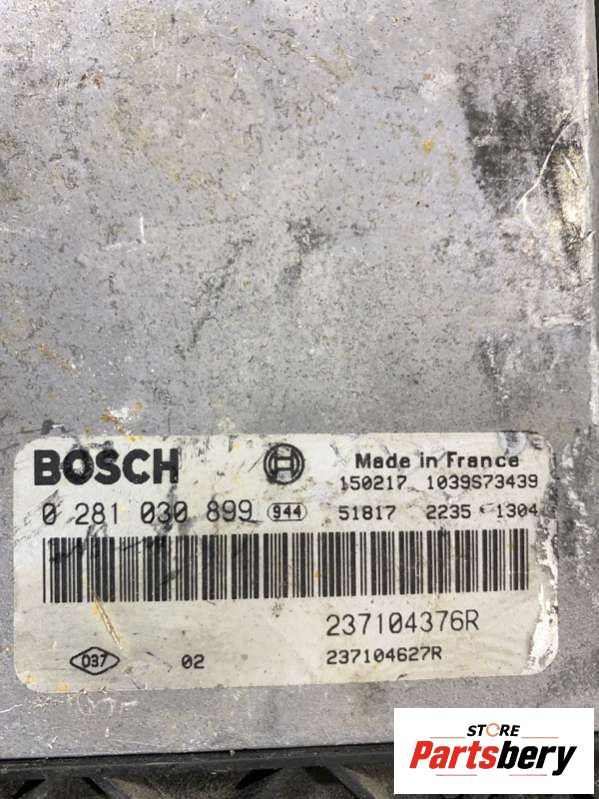 BOSCH Made in France
150217 1039S73439
0 281 030 899 944 51817 2235 1304
237104376R
037 02 237104627R
STORE
Partsbery